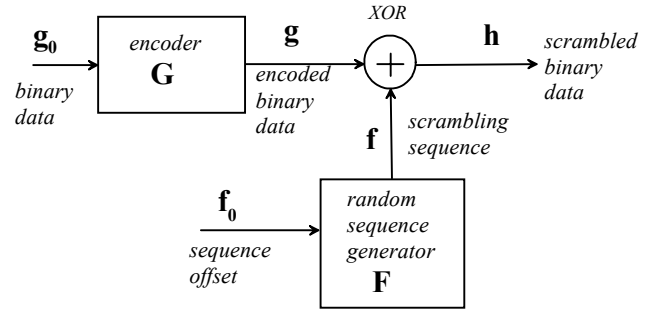 XOR
g0
encoder
G
g
+
h
binary
data
encoded
binary
data
scrambled
binary
data
f
scrambling
sequence
f0
sequence
offset
random
sequence
generator
F